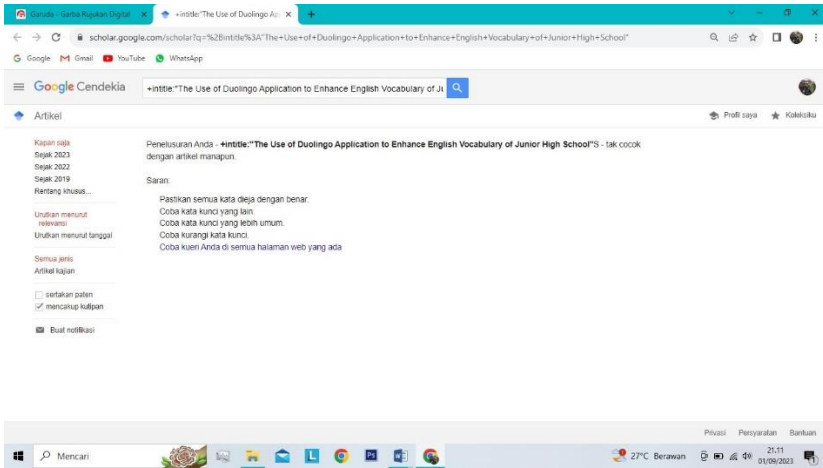 Garuda - Garba Rujukan Digital
+intitle:"The Use of Duolingo Ap
scholar.google.com/scholar?q=%2Bintitle%3A"The+Use+of+Duolingo+Application+to+Enhance+English+Vocabulary+of+Junior+High+School"
Google Gmail YouTube WhatsApp
Google Cendekia
+intitle:"The Use of Duolingo Application to Enhance English Vocabulary of Ju
Artikel
Profil saya Koleksiku
Kapan saja
Sejak 2023
Sejak 2022
Sejak 2019
Rentang khusus...
Urutkan menurut
relevansi
Urutkan menurut tanggal
Semua jenis
Artikel kajian
sertakan paten
mencakup kutipan
Buat notifikasi
Penelusuran Anda - +intitle:"The Use of Duolingo Application to Enhance English Vocabulary of Junior High School"S - tak cocok
dengan artikel manapun.
Saran:
Pastikan semua kata dieja dengan benar.
Coba kata kunci yang lain.
Coba kata kunci yang lebih umum.
Coba kurangi kata kunci.
Coba kueri Anda di semua halaman web yang ada
Privasi Persyaratan Bantuan
Mencari
27°C Berawan
21.11
01/09/2023